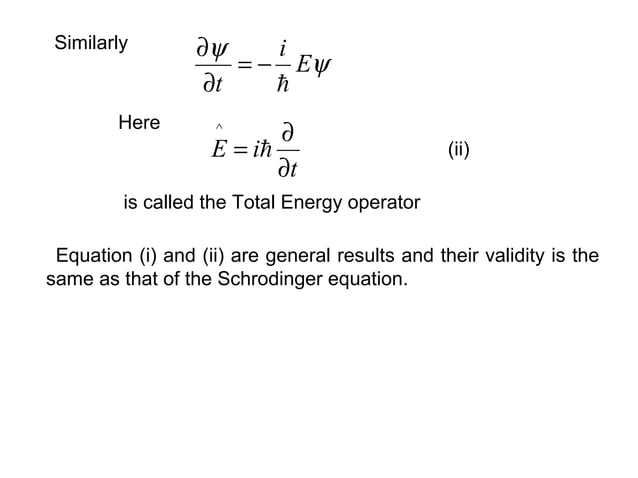 Similarly
∂ψ/∂t = − i/ħ Eψ
Here
Ê = iħ ∂/∂t (ii)
is called the Total Energy operator
Equation (i) and (ii) are general results and their validity is the
same as that of the Schrodinger equation.